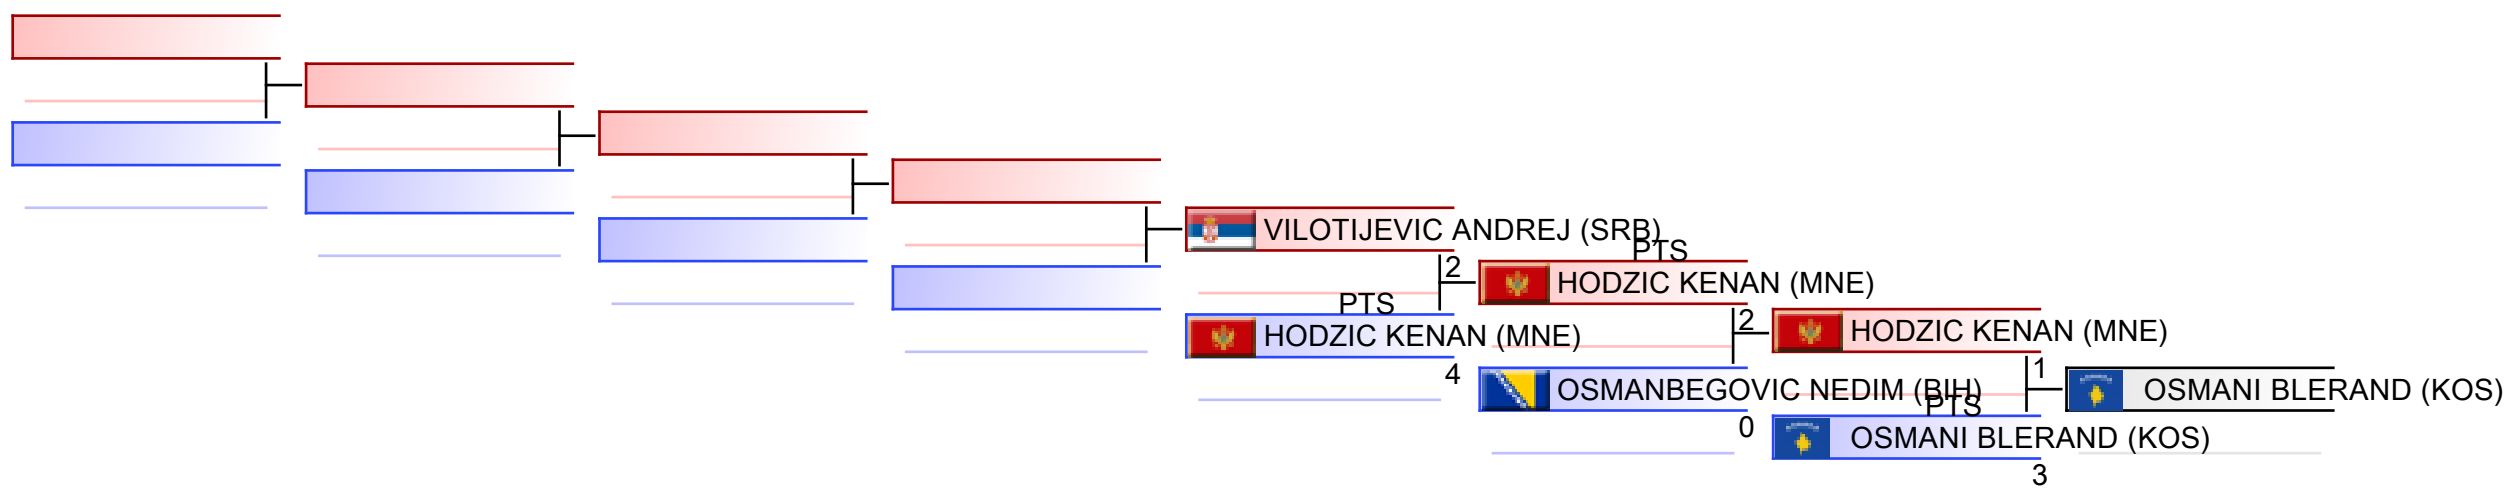 VILOTIJEVIC ANDREJ (SRB)
2
PTS
HODZIC KENAN (MNE)
4
PTS
HODZIC KENAN (MNE)
2
OSMANBEGOVIC NEDIM (BIH)
0
HODZIC KENAN (MNE)
1
PTS
OSMANI BLERAND (KOS)
3
OSMANI BLERAND (KOS)